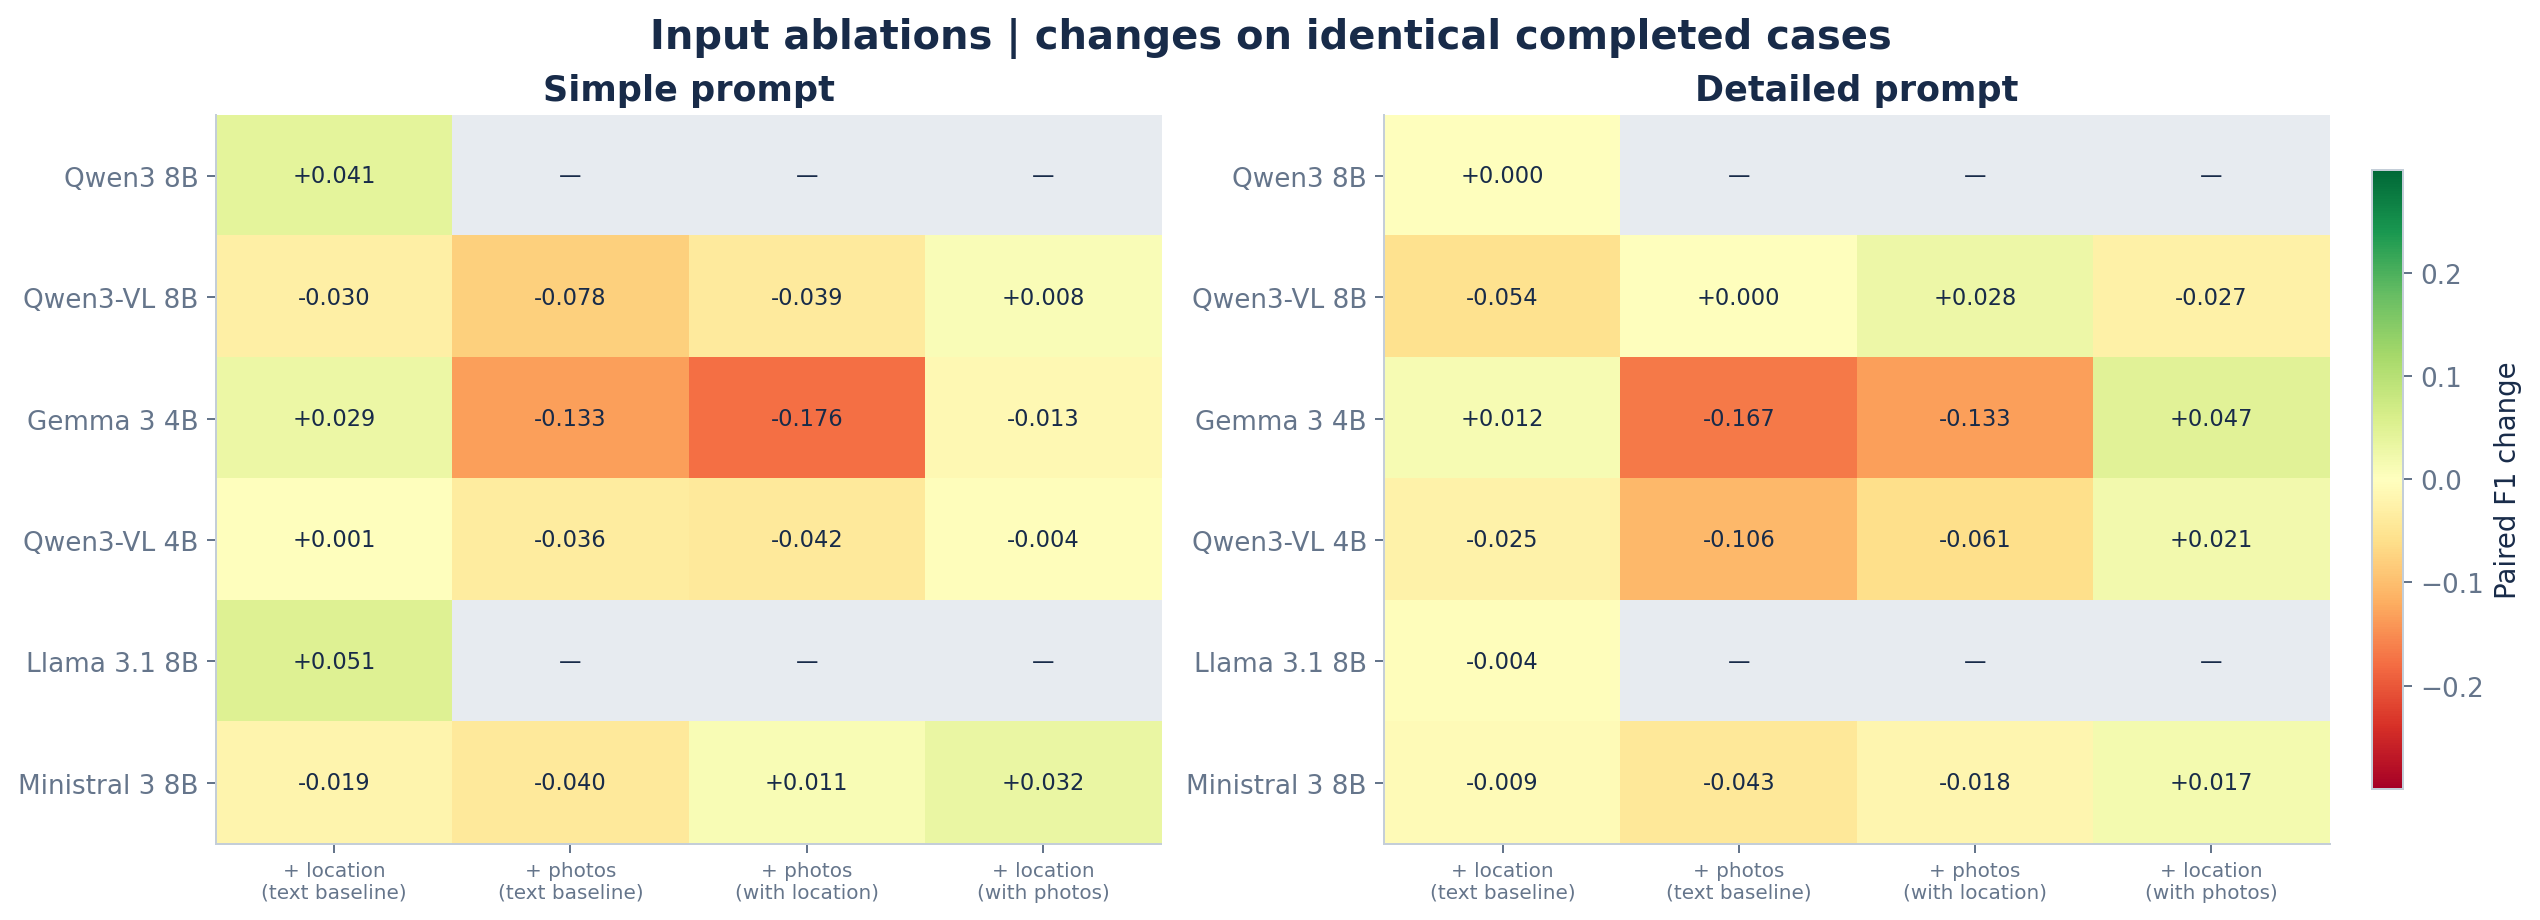 Input ablations | changes on identical completed cases
Simple prompt
Qwen3 8B +0.041 — — —
Qwen3-VL 8B -0.030 -0.078 -0.039 +0.008
Gemma 3 4B +0.029 -0.133 -0.176 -0.013
Qwen3-VL 4B +0.001 -0.036 -0.042 -0.004
Llama 3.1 8B +0.051 — — —
Ministral 3 8B -0.019 -0.040 +0.011 +0.032
+ location + photos + photos + location
(text baseline) (text baseline) (with location) (with photos)
Detailed prompt
Qwen3 8B +0.000 — — —
Qwen3-VL 8B -0.054 +0.000 +0.028 -0.027
Gemma 3 4B +0.012 -0.167 -0.133 +0.047
Qwen3-VL 4B -0.025 -0.106 -0.061 +0.021
Llama 3.1 8B -0.004 — — —
Ministral 3 8B -0.009 -0.043 -0.018 +0.017
+ location + photos + photos + location
(text baseline) (text baseline) (with location) (with photos)
0.2
0.1
0.0
−0.1
−0.2
Paired F1 change